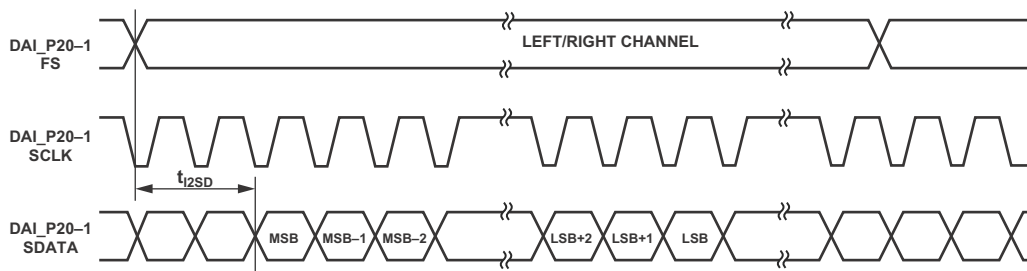 DAI_P20–1
FS
LEFT/RIGHT CHANNEL
DAI_P20–1
SCLK
tI2SD
DAI_P20–1
SDATA
MSB
MSB–1
MSB–2
LSB+2
LSB+1
LSB